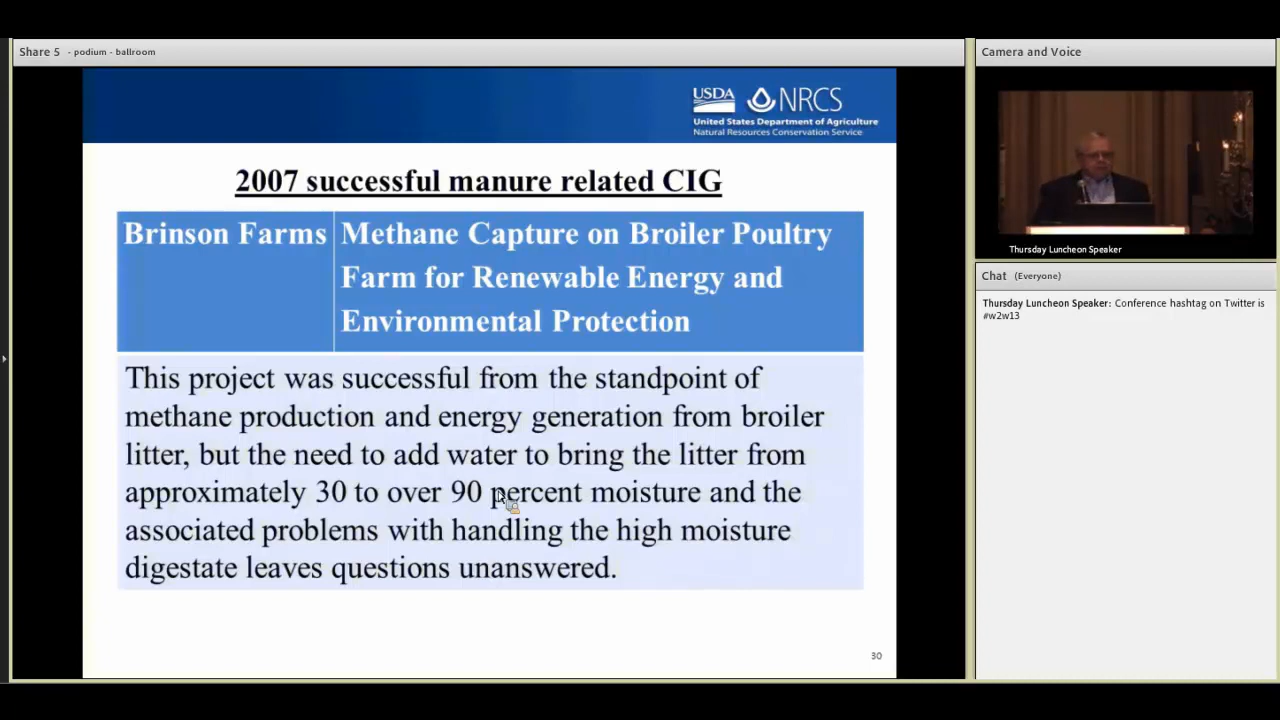 Share 5 - podium - ballroom
USDA NRCS
United States Department of Agriculture
Natural Resources Conservation Service
2007 successful manure related CIG
Brinson Farms
Methane Capture on Broiler Poultry
Farm for Renewable Energy and
Environmental Protection
This project was successful from the standpoint of
methane production and energy generation from broiler
litter, but the need to add water to bring the litter from
approximately 30 to over 90 percent moisture and the
associated problems with handling the high moisture
digestate leaves questions unanswered.
30
Camera and Voice
Thursday Luncheon Speaker
Chat (Everyone)
Thursday Luncheon Speaker: Conference hashtag on Twitter is
#w2w13